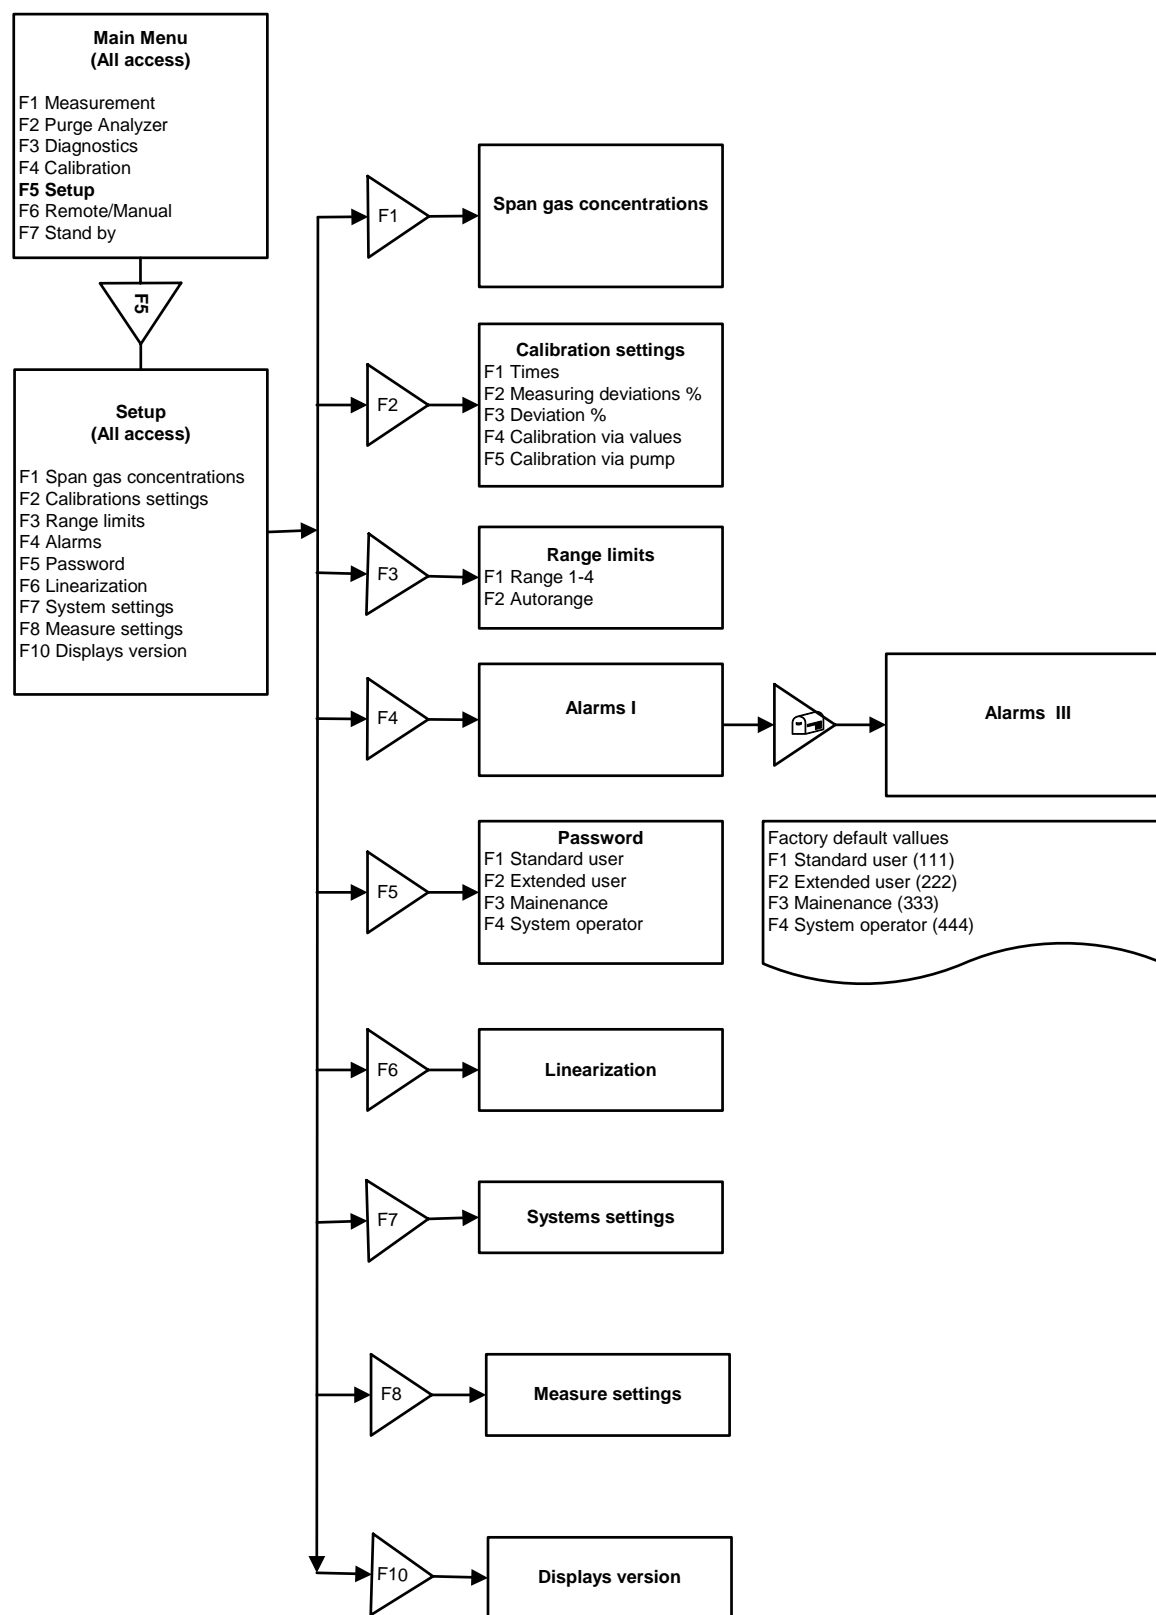 Main Menu
(All access)
F1 Measurement
F2 Purge Analyzer
F3 Diagnostics
F4 Calibration
F5 Setup
F6 Remote/Manual
F7 Stand by
F5
Setup
(All access)
F1 Span gas concentrations
F2 Calibrations settings
F3 Range limits
F4 Alarms
F5 Password
F6 Linearization
F7 System settings
F8 Measure settings
F10 Displays version
F1
Span gas concentrations
F2
Calibration settings
F1 Times
F2 Measuring deviations %
F3 Deviation %
F4 Calibration via values
F5 Calibration via pump
F3
Range limits
F1 Range 1-4
F2 Autorange
F4
Alarms I
Alarms III
F5
Password
F1 Standard user
F2 Extended user
F3 Mainenance
F4 System operator
Factory default vallues
F1 Standard user (111)
F2 Extended user (222)
F3 Mainenance (333)
F4 System operator (444)
F6
Linearization
F7
Systems settings
F8
Measure settings
F10
Displays version